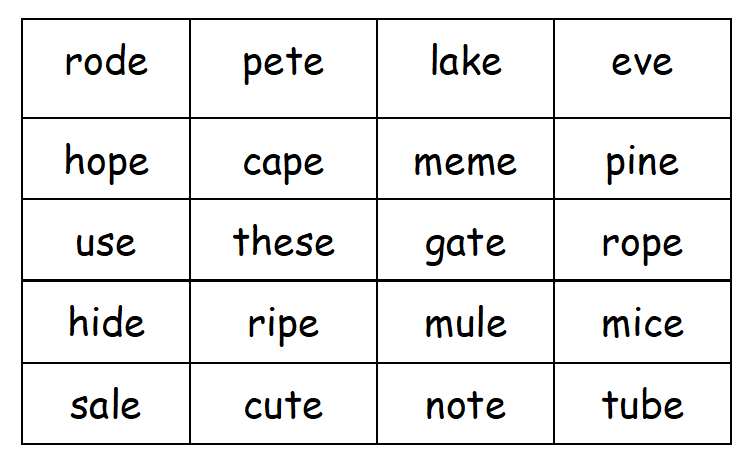 rode pete lake eve
hope cape meme pine
use these gate rope
hide ripe mule mice
sale cute note tube